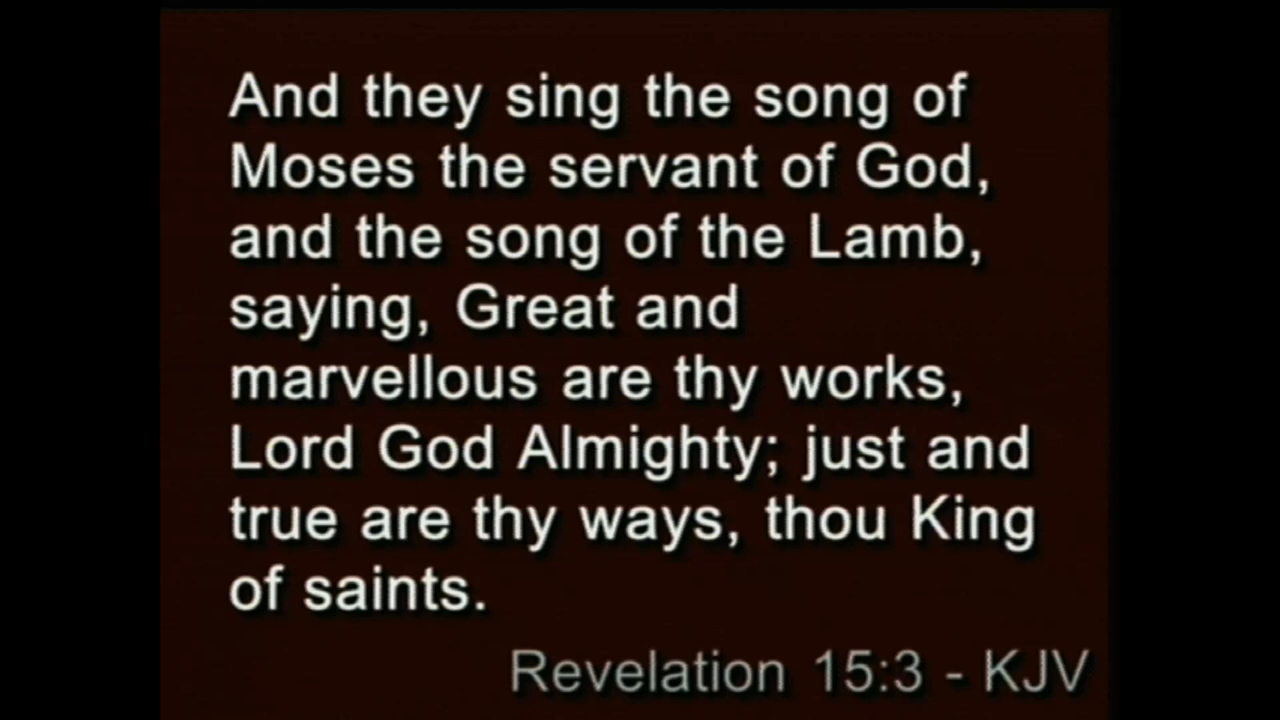 And they sing the song of
Moses the servant of God,
and the song of the Lamb,
saying, Great and
marvellous are thy works,
Lord God Almighty; just and
true are thy ways, thou King
of saints.
Revelation 15:3 - KJV